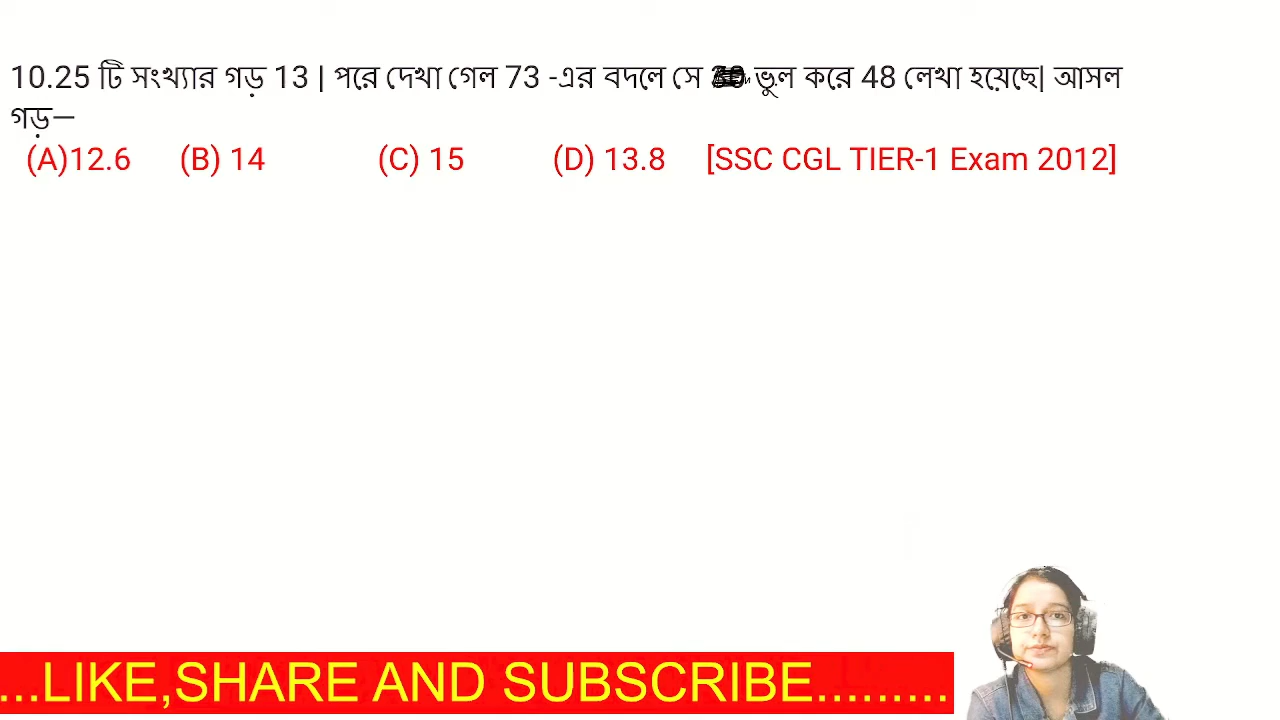 10.25 টি সংখ্যার গড় 13 | পরে দেখা গেল 73 -এর বদলে সে ভুল করে 48 লেখা হয়েছে| আসল
গড়—
(A)12.6 (B) 14 (C) 15 (D) 13.8 [SSC CGL TIER-1 Exam 2012]
...LIKE,SHARE AND SUBSCRIBE.........